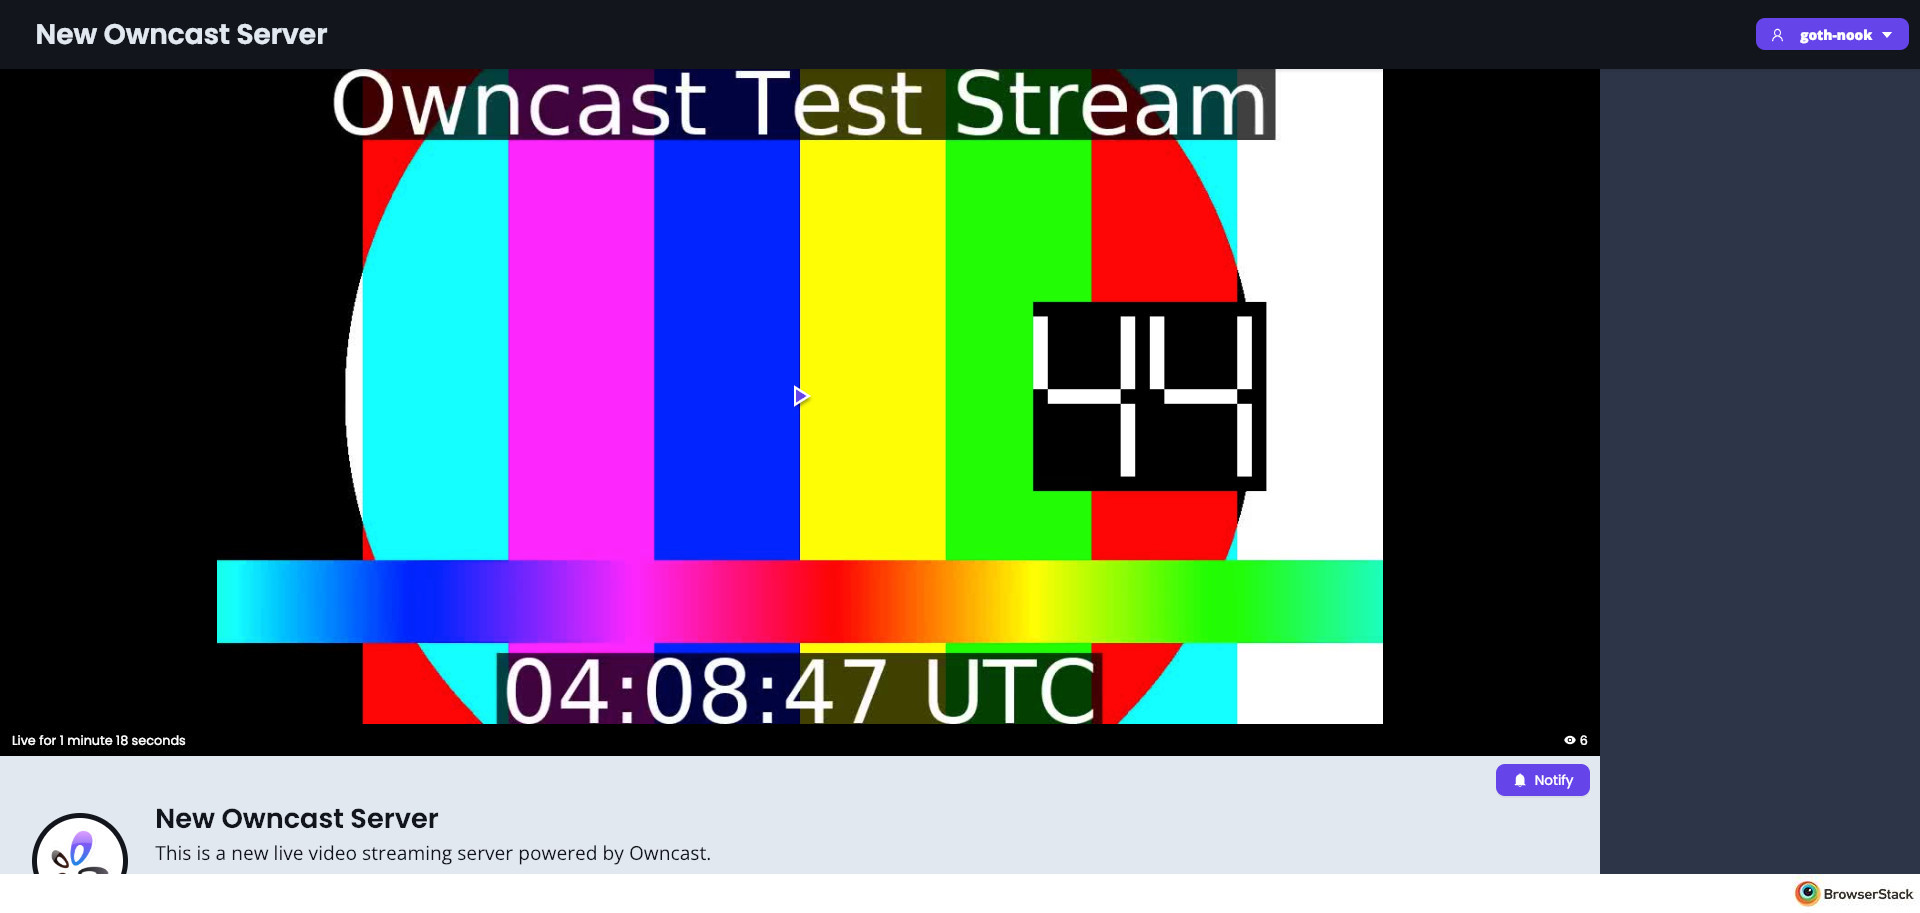 New Owncast Server
goth-nook
Owncast Test Stream
44
04:08:47 UTC
Live for 1 minute 18 seconds
6
Notify
New Owncast Server
This is a new live video streaming server powered by Owncast.
BrowserStack